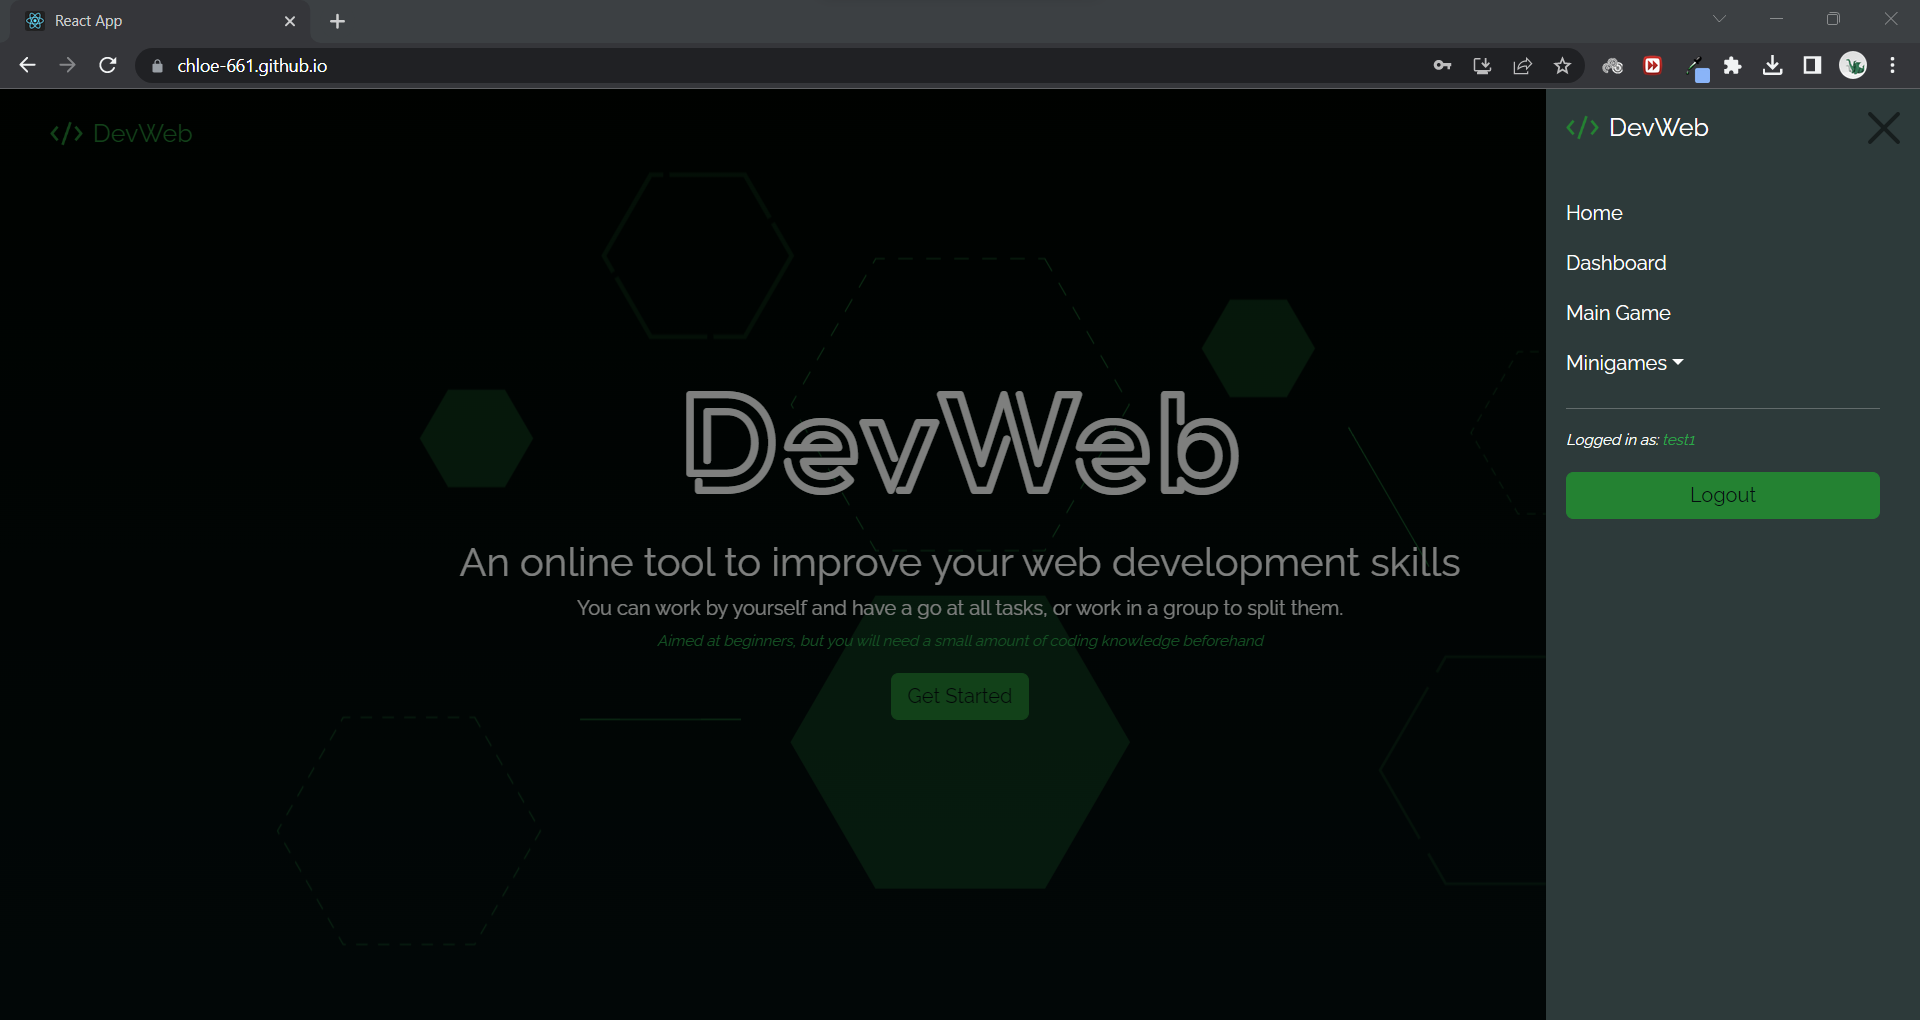 React App
chloe-661.github.io
</> DevWeb
DevWeb
An online tool to improve your web development skills
You can work by yourself and have a go at all tasks, or work in a group to split them.
Aimed at beginners, but you will need a small amount of coding knowledge beforehand
Get Started
</> DevWeb
Home
Dashboard
Main Game
Minigames
Logged in as: test1
Logout